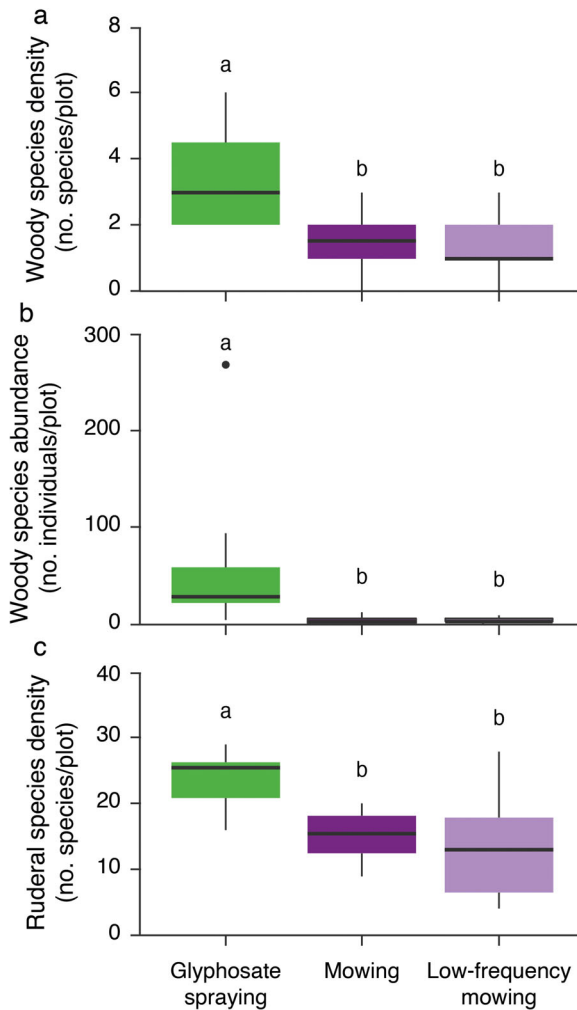 a
Woody species density
(no. species/plot)
8
6
4
2
0
a
b
b
b
Woody species abundance
(no. individuals/plot)
300
200
100
0
a
b
b
c
Ruderal species density
(no. species/plot)
40
30
20
10
0
a
b
b
Glyphosate
spraying
Mowing
Low-frequency
mowing